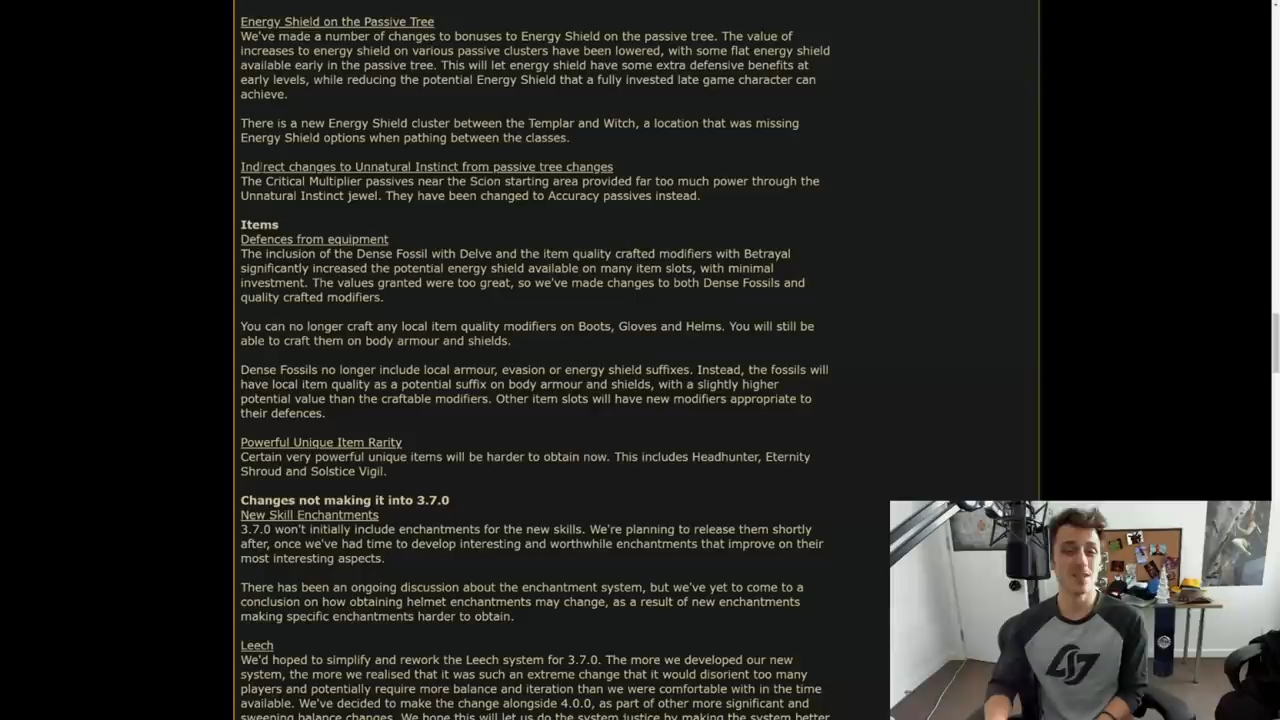 Energy Shield on the Passive Tree
We've made a number of changes to bonuses to Energy Shield on the passive tree. The value of
increases to energy shield on various passive clusters have been lowered, with some flat energy shield
available early in the passive tree. This will let energy shield have some extra defensive benefits at
early levels, while reducing the potential Energy Shield that a fully invested late game character can
achieve.
There is a new Energy Shield cluster between the Templar and Witch, a location that was missing
Energy Shield options when pathing between the classes.
Indirect changes to Unnatural Instinct from passive tree changes
The Critical Multiplier passives near the Scion starting area provided far too much power through the
Unnatural Instinct jewel. They have been changed to Accuracy passives instead.
Items
Defences from equipment
The inclusion of the Dense Fossil with Delve and the item quality crafted modifiers with Betrayal
significantly increased the potential energy shield available on many item slots, with minimal
investment. The values granted were too great, so we've made changes to both Dense Fossils and
quality crafted modifiers.
You can no longer craft any local item quality modifiers on Boots, Gloves and Helms. You will still be
able to craft them on body armour and shields.
Dense Fossils no longer include local armour, evasion or energy shield suffixes. Instead, the fossils will
have local item quality as a potential suffix on body armour and shields, with a slightly higher
potential value than the craftable modifiers. Other item slots will have new modifiers appropriate to
their defences.
Powerful Unique Item Rarity
Certain very powerful unique items will be harder to obtain now. This includes Headhunter, Eternity
Shroud and Solstice Vigil.
Changes not making it into 3.7.0
New Skill Enchantments
3.7.0 won't initially include enchantments for the new skills. We're planning to release them shortly
after, once we've had time to develop interesting and worthwhile enchantments that improve on their
most interesting aspects.
There has been an ongoing discussion about the enchantment system, but we've yet to come to a
conclusion on how obtaining helmet enchantments may change, as a result of new enchantments
making specific enchantments harder to obtain.
Leech
We'd hoped to simplify and rework the Leech system for 3.7.0. The more we developed our new
system, the more we realised that it was such an extreme change that it would disorient too many
players and potentially require more balance and iteration than we were comfortable with in the time
available. We've decided to make the change alongside 4.0.0, as part of other more significant and
sweeping balance changes. We hope this will let us do the system justice by making the system better